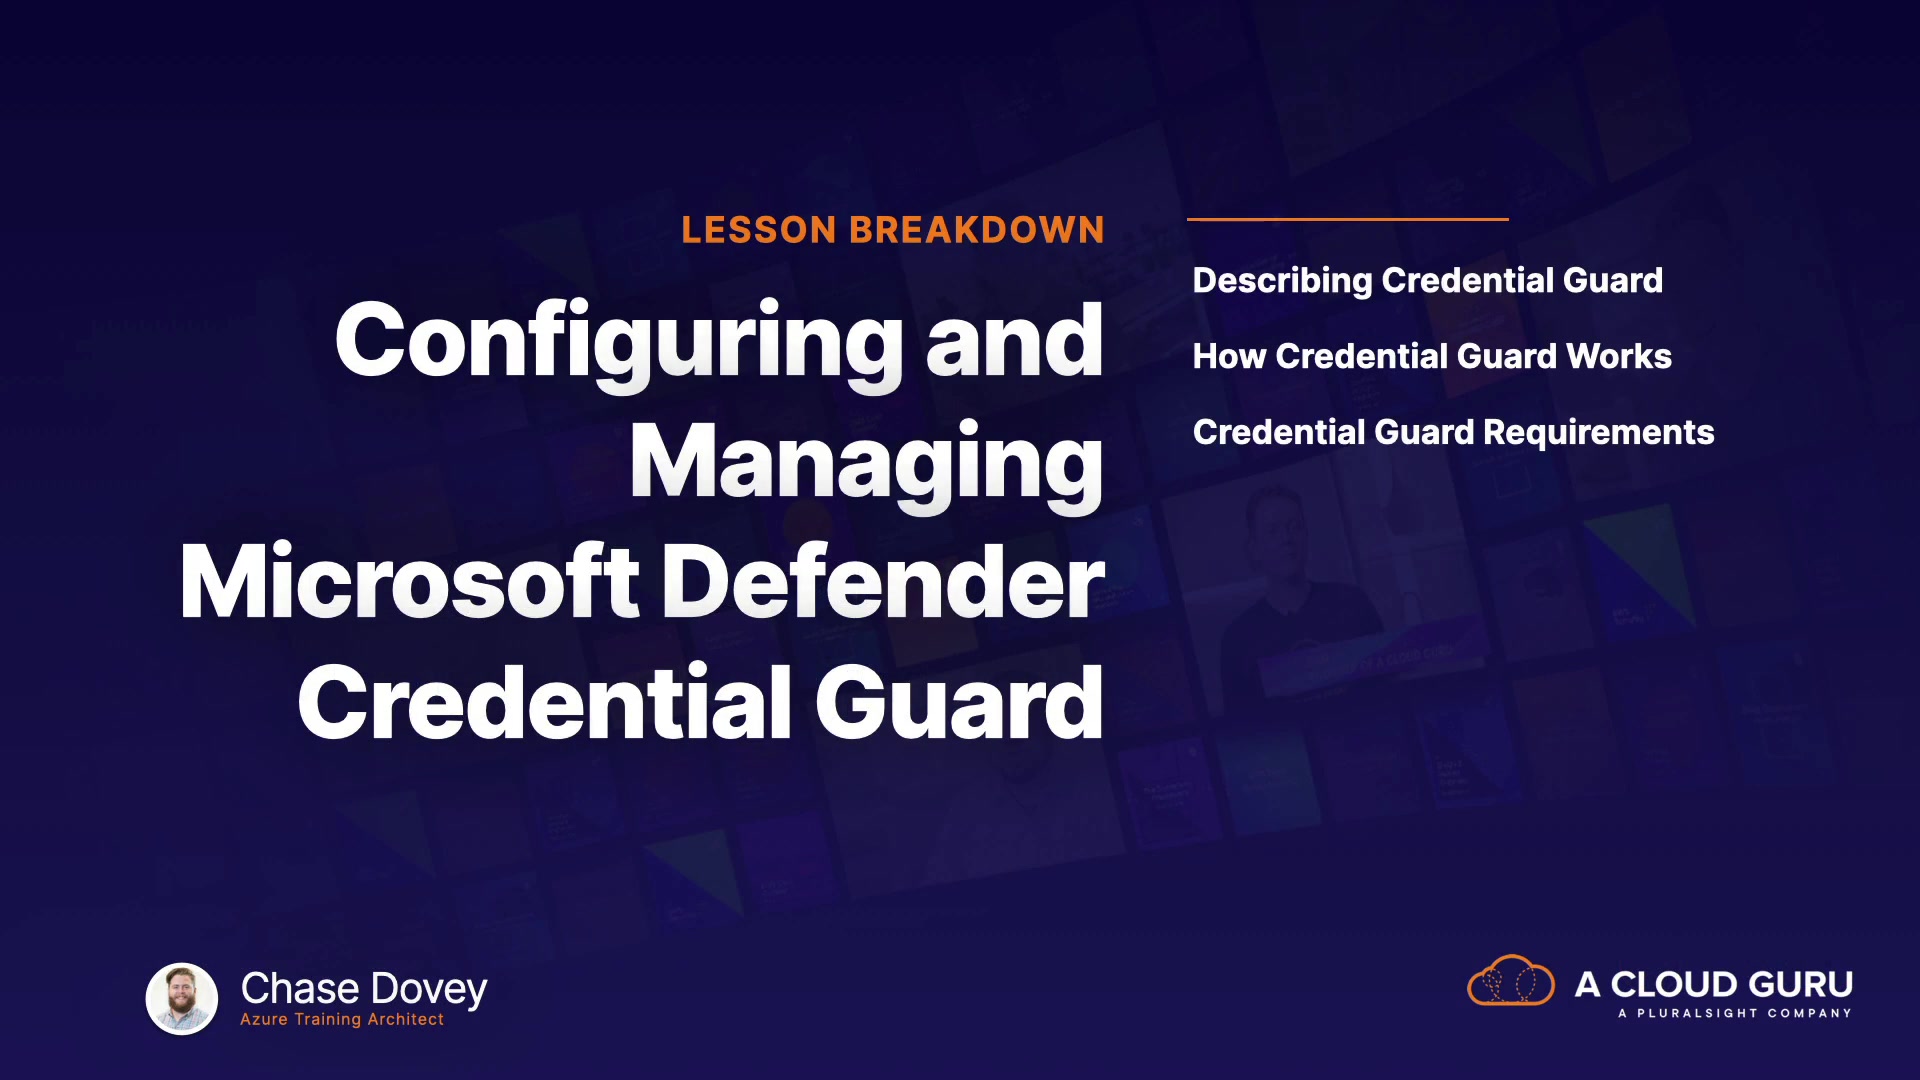 LESSON BREAKDOWN
Configuring and
Managing
Microsoft Defender
Credential Guard
Describing Credential Guard
How Credential Guard Works
Credential Guard Requirements
Chase Dovey
Azure Training Architect
A CLOUD GURU
A PLURALSIGHT COMPANY